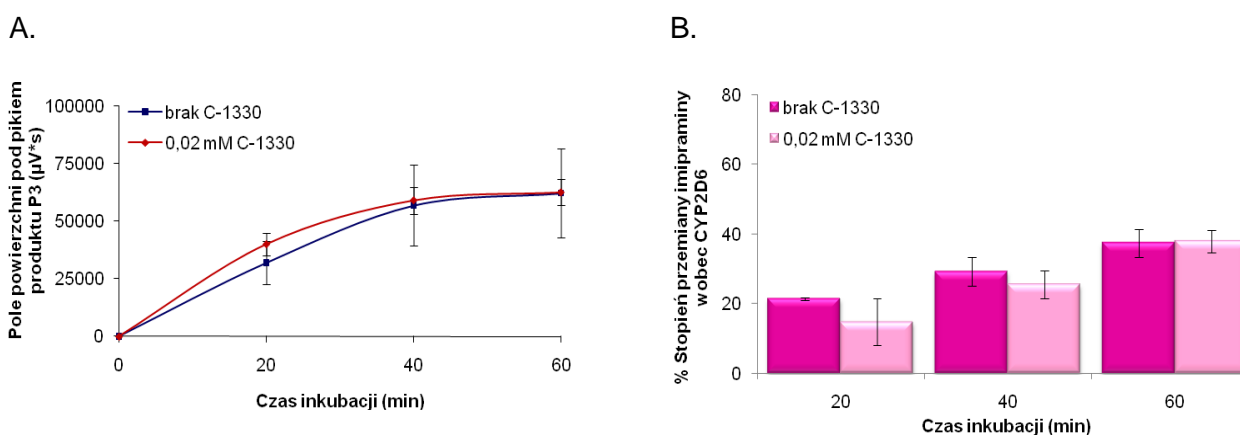 A.
Pole powierzchni pod pikiem
produktu P3 (µV*s)
100000
75000
50000
25000
0
brak C-1330
0,02 mM C-1330
0
20
40
60
Czas inkubacji (min)
B.
% Stopień przemiany imipraminy
wobec CYP2D6
80
60
40
20
0
brak C-1330
0,02 mM C-1330
20
40
60
Czas inkubacji (min)